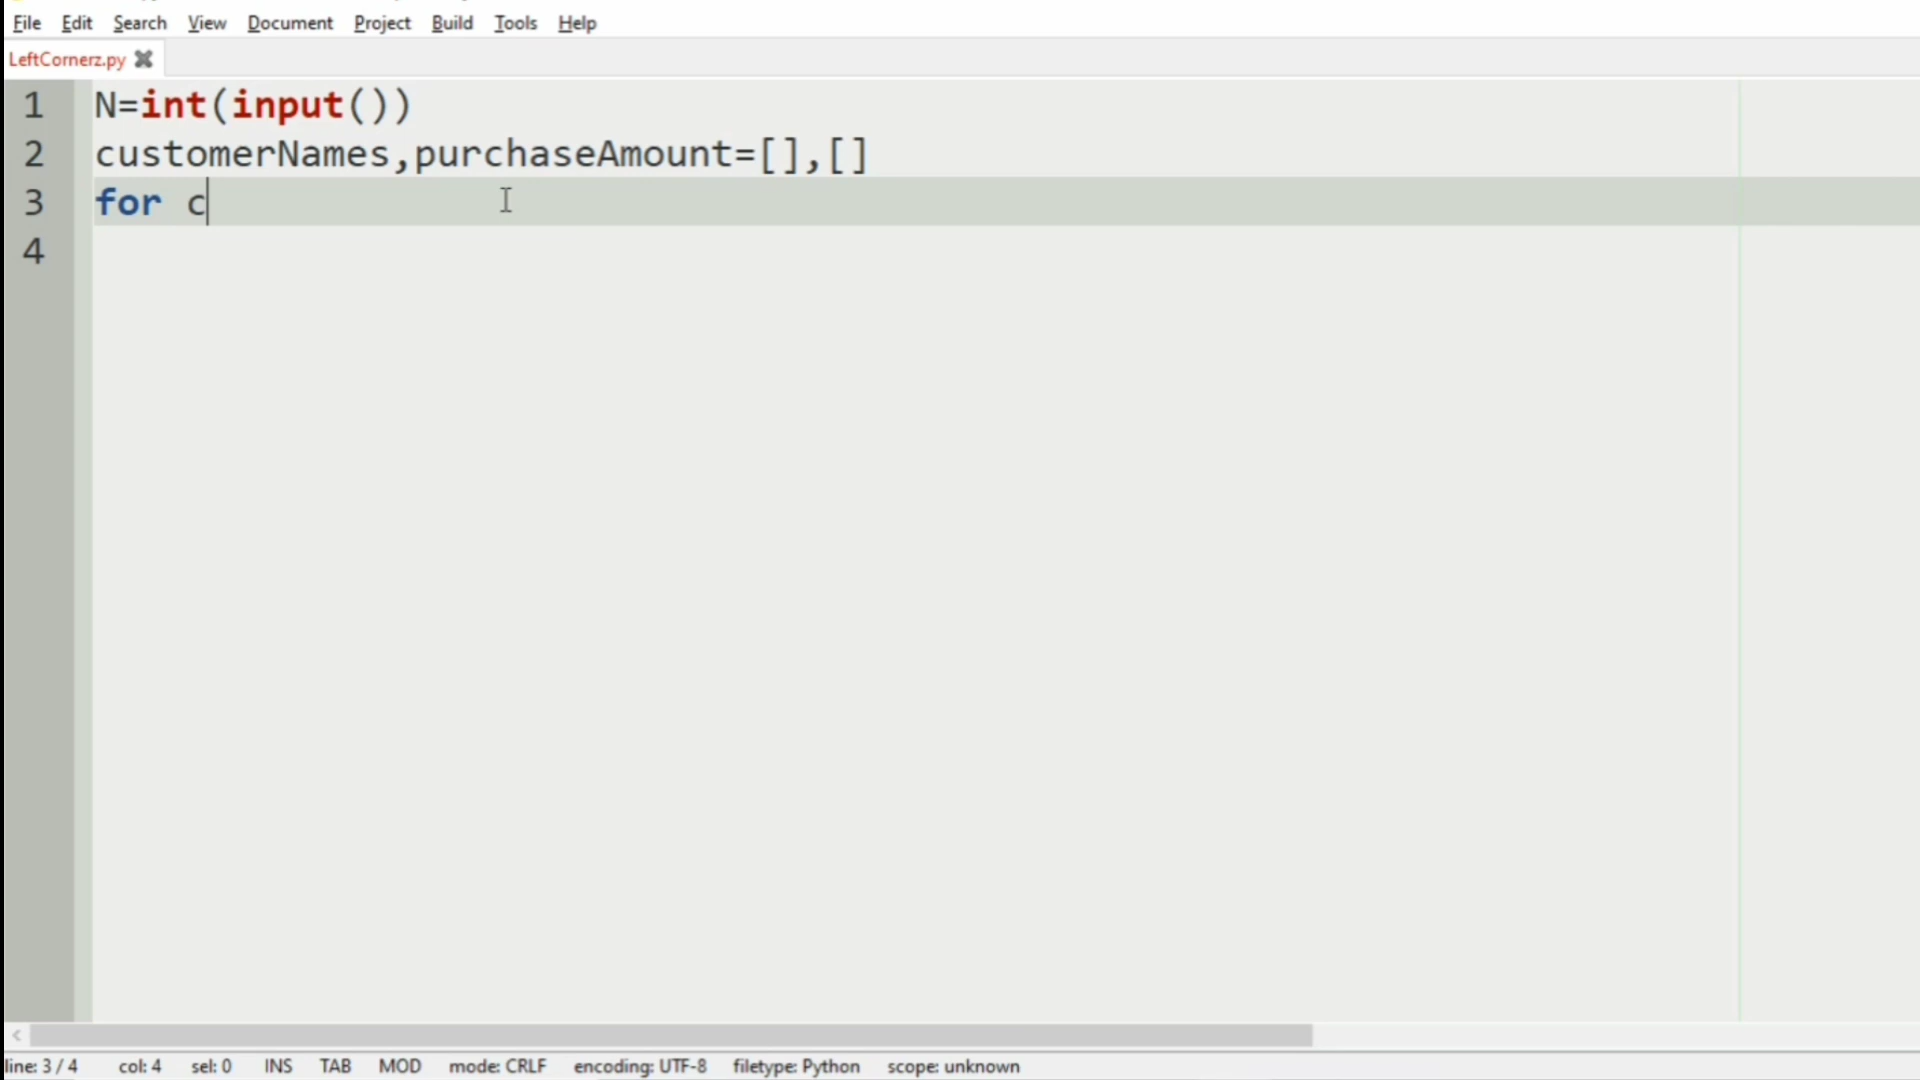 File Edit Search View Document Project Build Tools Help
LeftCornerz.py
1 N=int(input())
2 customerNames,purchaseAmount=[],[]
3 for c
4
line: 3 / 4 col: 4 sel: 0 INS TAB MOD mode: CRLF encoding: UTF-8 filetype: Python scope: unknown